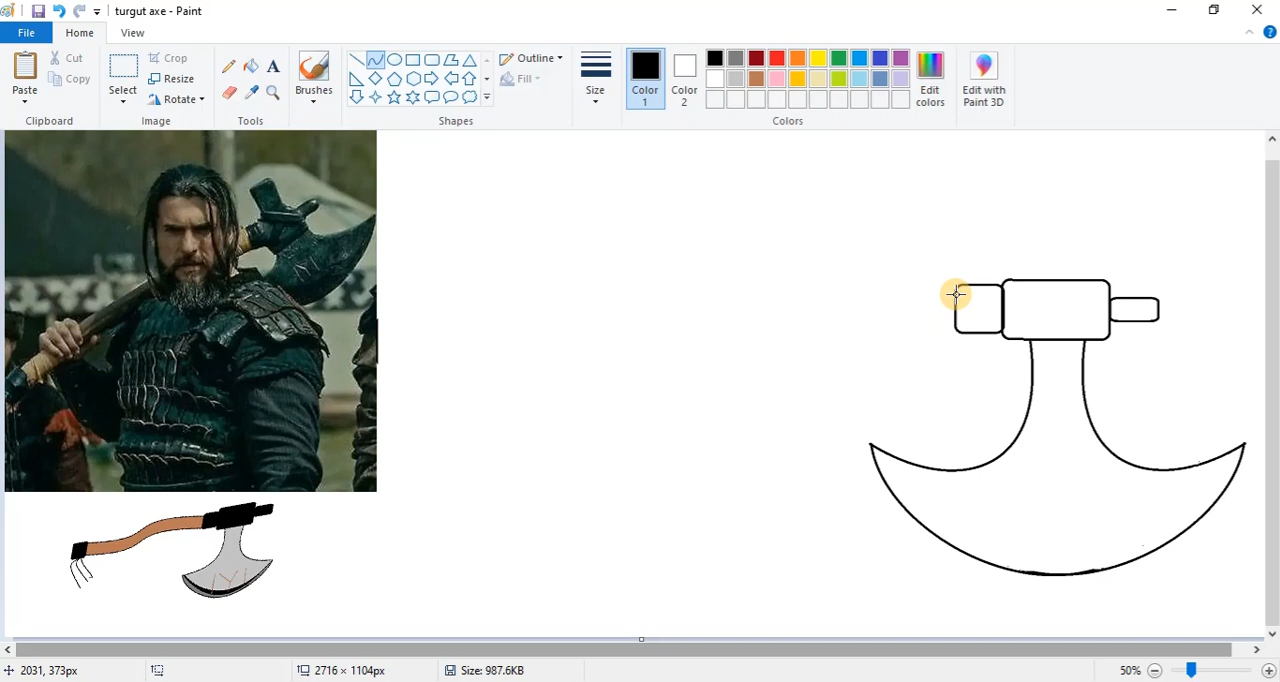 turgut axe - Paint
File
Home
View
Paste
Cut
Copy
Clipboard
Select
Crop
Resize
Rotate
Image
A
Tools
Brushes
Outline
Fill
Shapes
Size
Color 1
Color 2
Edit colors
Colors
Edit with Paint 3D
2031, 373px
2716 × 1104px
Size: 987.6KB
50%